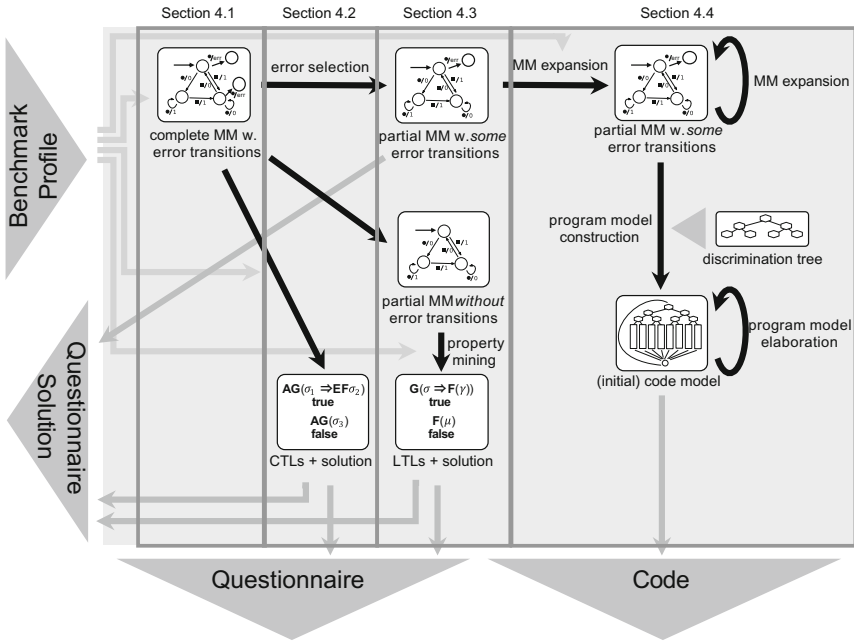 Section 4.1
Section 4.2
Section 4.3
Section 4.4
Benchmark
Profile
complete MM w.
error transitions
error selection
partial MM w.some
error transitions
MM expansion
partial MM w.some
error transitions
MM expansion
program model
construction
discrimination tree
partial MM without
error transitions
property
mining
program model
elaboration
(initial) code model
AG(σ₁ ⇒EFσ₂)
true
AG(σ₃)
false
CTLs + solution
G(σ ⇒F(γ))
true
F(μ)
false
LTLs + solution
Questionnaire
Solution
Questionnaire
Code